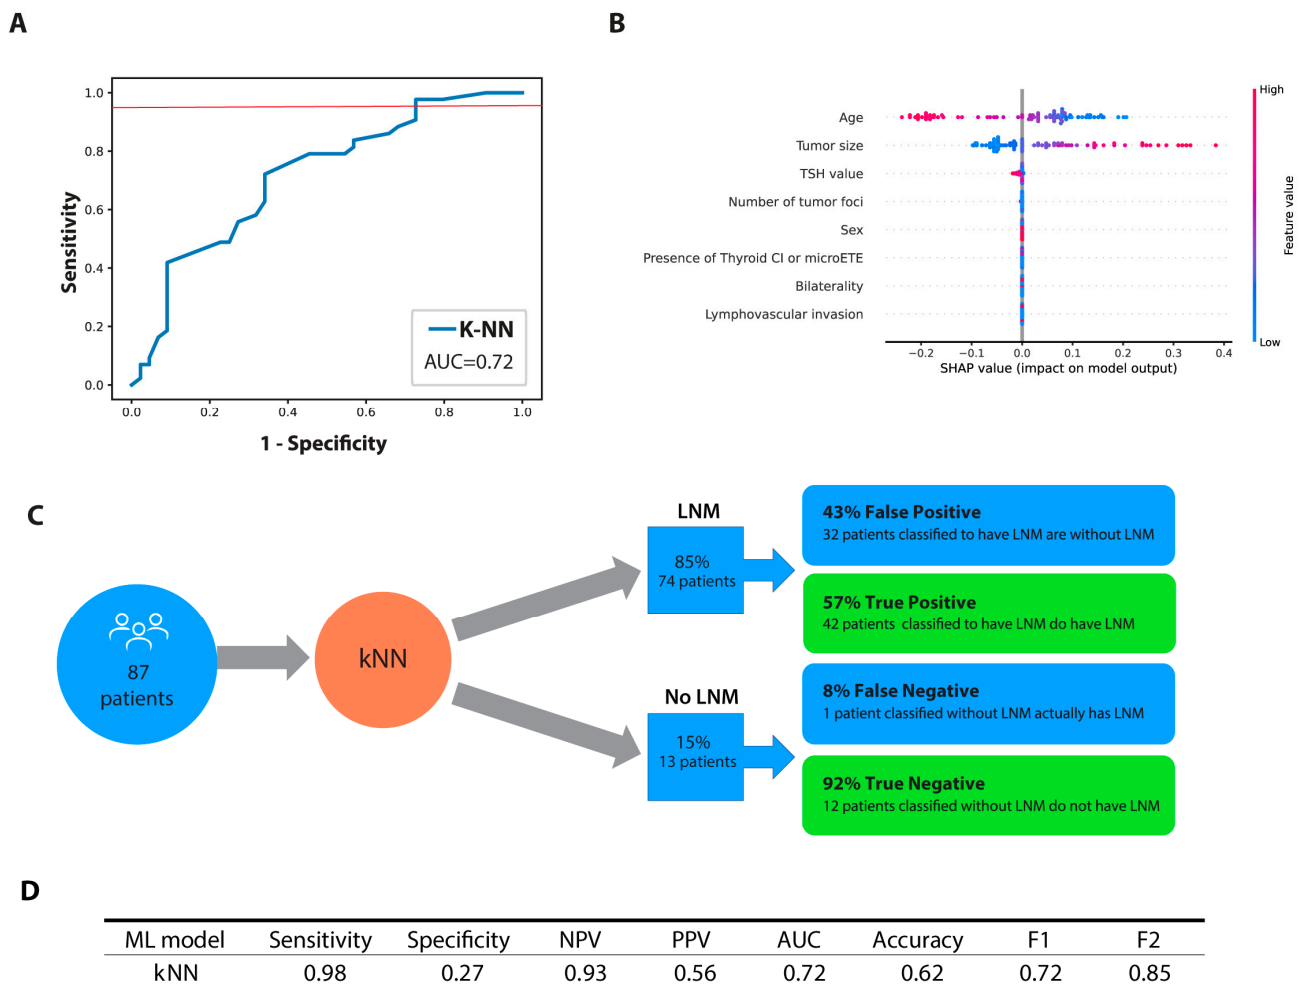 A
1.0
0.8
0.6
0.4
0.2
0.0
Sensitivity
K-NN
AUC=0.72
0.0 0.2 0.4 0.6 0.8 1.0
1 - Specificity
B
Age
Tumor size
TSH value
Number of tumor foci
Sex
Presence of Thyroid CI or microETE
Bilaterality
Lymphovascular invasion
−0.2 −0.1 0.0 0.1 0.2 0.3 0.4
SHAP value (impact on model output)
High
Low
Feature value
C
87
patients
kNN
LNM
85%
74 patients
43% False Positive
32 patients classified to have LNM are without LNM
57% True Positive
42 patients classified to have LNM do have LNM
No LNM
15%
13 patients
8% False Negative
1 patient classified without LNM actually has LNM
92% True Negative
12 patients classified without LNM do not have LNM
D
ML model Sensitivity Specificity NPV PPV AUC Accuracy F1 F2
kNN 0.98 0.27 0.93 0.56 0.72 0.62 0.72 0.85